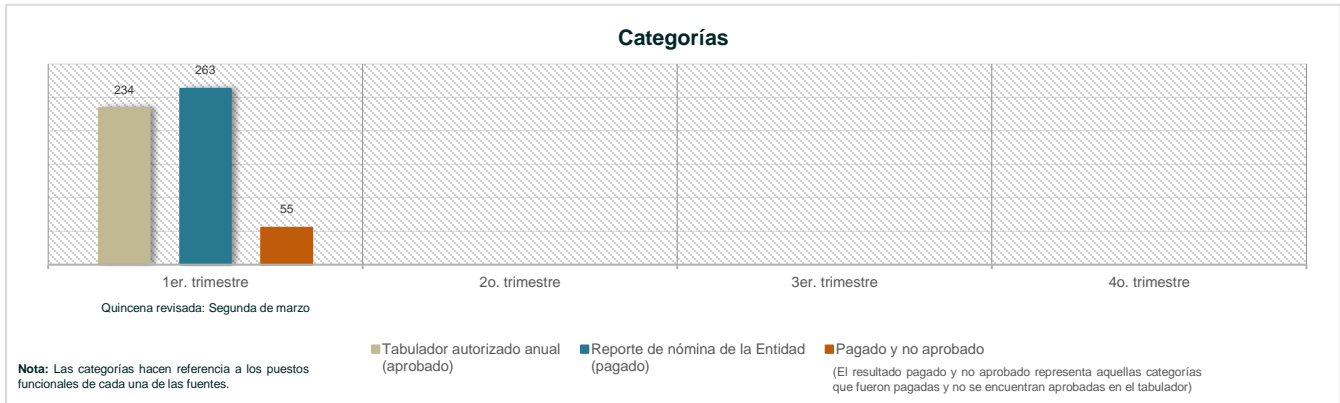 Categorías
234
263
55
1er. trimestre
2o. trimestre
3er. trimestre
4o. trimestre
Quincena revisada: Segunda de marzo
Tabulador autorizado anual
(aprobado)
Reporte de nómina de la Entidad
(pagado)
Pagado y no aprobado
(El resultado pagado y no aprobado representa aquellas categorías
que fueron pagadas y no se encuentran aprobadas en el tabulador)
Nota: Las categorías hacen referencia a los puestos
funcionales de cada una de las fuentes.